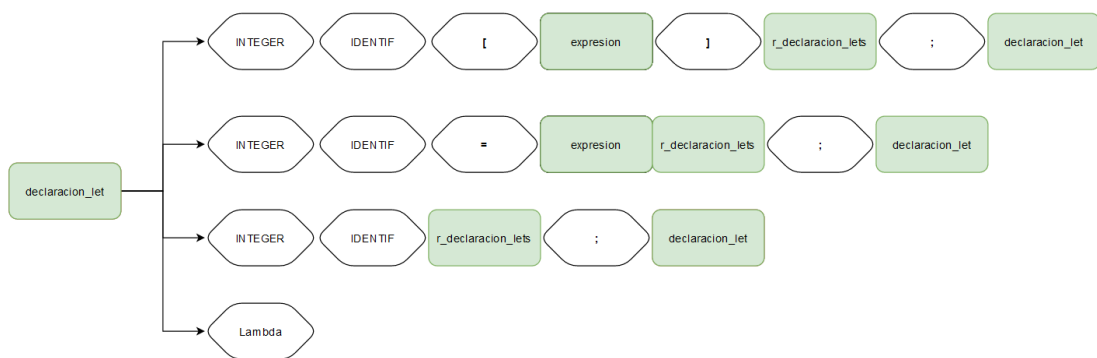 INTEGER IDENTIF [ expresion ] r_declaracion_lets ; declaracion_let
INTEGER IDENTIF = expresion r_declaracion_lets ; declaracion_let
declaracion_let
INTEGER IDENTIF r_declaracion_lets ; declaracion_let
Lambda